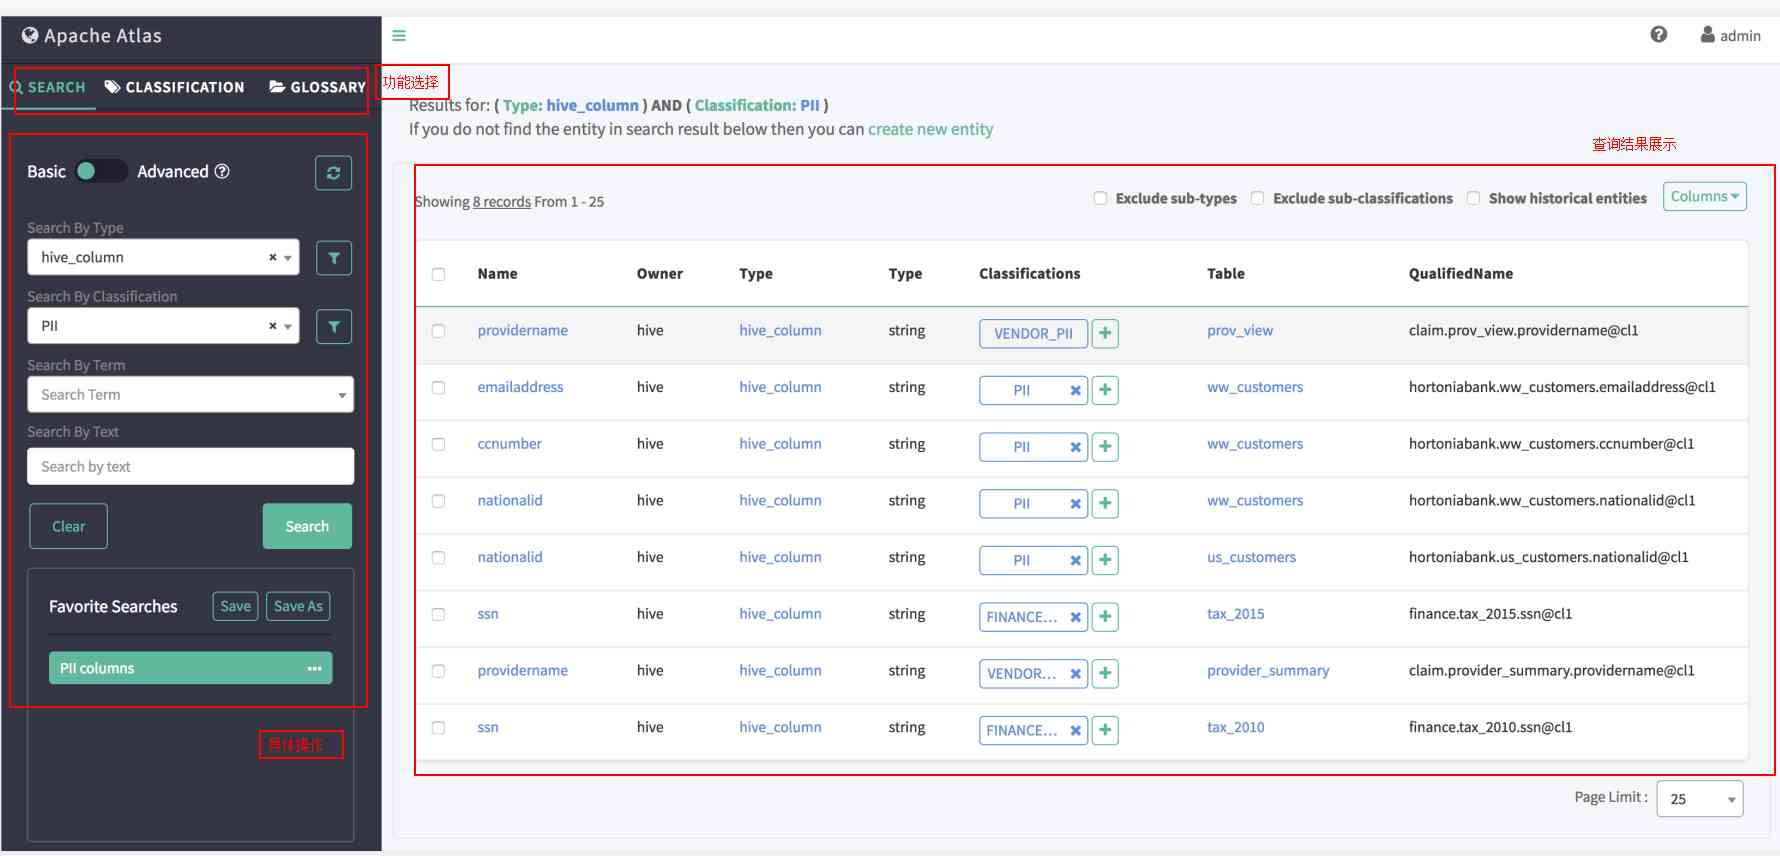 Apache Atlas
admin
SEARCH CLASSIFICATION GLOSSARY
功能选择
Results for: ( Type: hive_column ) AND ( Classification: PII )
If you do not find the entity in search result below then you can create new entity
查询结果展示
Basic Advanced
Showing 8 records From 1 - 25
Exclude sub-types Exclude sub-classifications Show historical entities Columns
Search By Type
hive_column
Search By Classification
PII
Search By Term
Search Term
Search By Text
Search by text
Clear Search
Favorite Searches Save Save As
PII columns
具体操作
Name Owner Type Type Classifications Table QualifiedName
providername hive hive_column string VENDOR_PII prov_view claim.prov_view.providername@cl1
emailaddress hive hive_column string PII ww_customers hortoniabank.ww_customers.emailaddress@cl1
ccnumber hive hive_column string PII ww_customers hortoniabank.ww_customers.ccnumber@cl1
nationalid hive hive_column string PII ww_customers hortoniabank.ww_customers.nationalid@cl1
nationalid hive hive_column string PII us_customers hortoniabank.us_customers.nationalid@cl1
ssn hive hive_column string FINANCE... tax_2015 finance.tax_2015.ssn@cl1
providername hive hive_column string VENDOR... provider_summary claim.provider_summary.providername@cl1
ssn hive hive_column string FINANCE... tax_2010 finance.tax_2010.ssn@cl1
Page Limit : 25